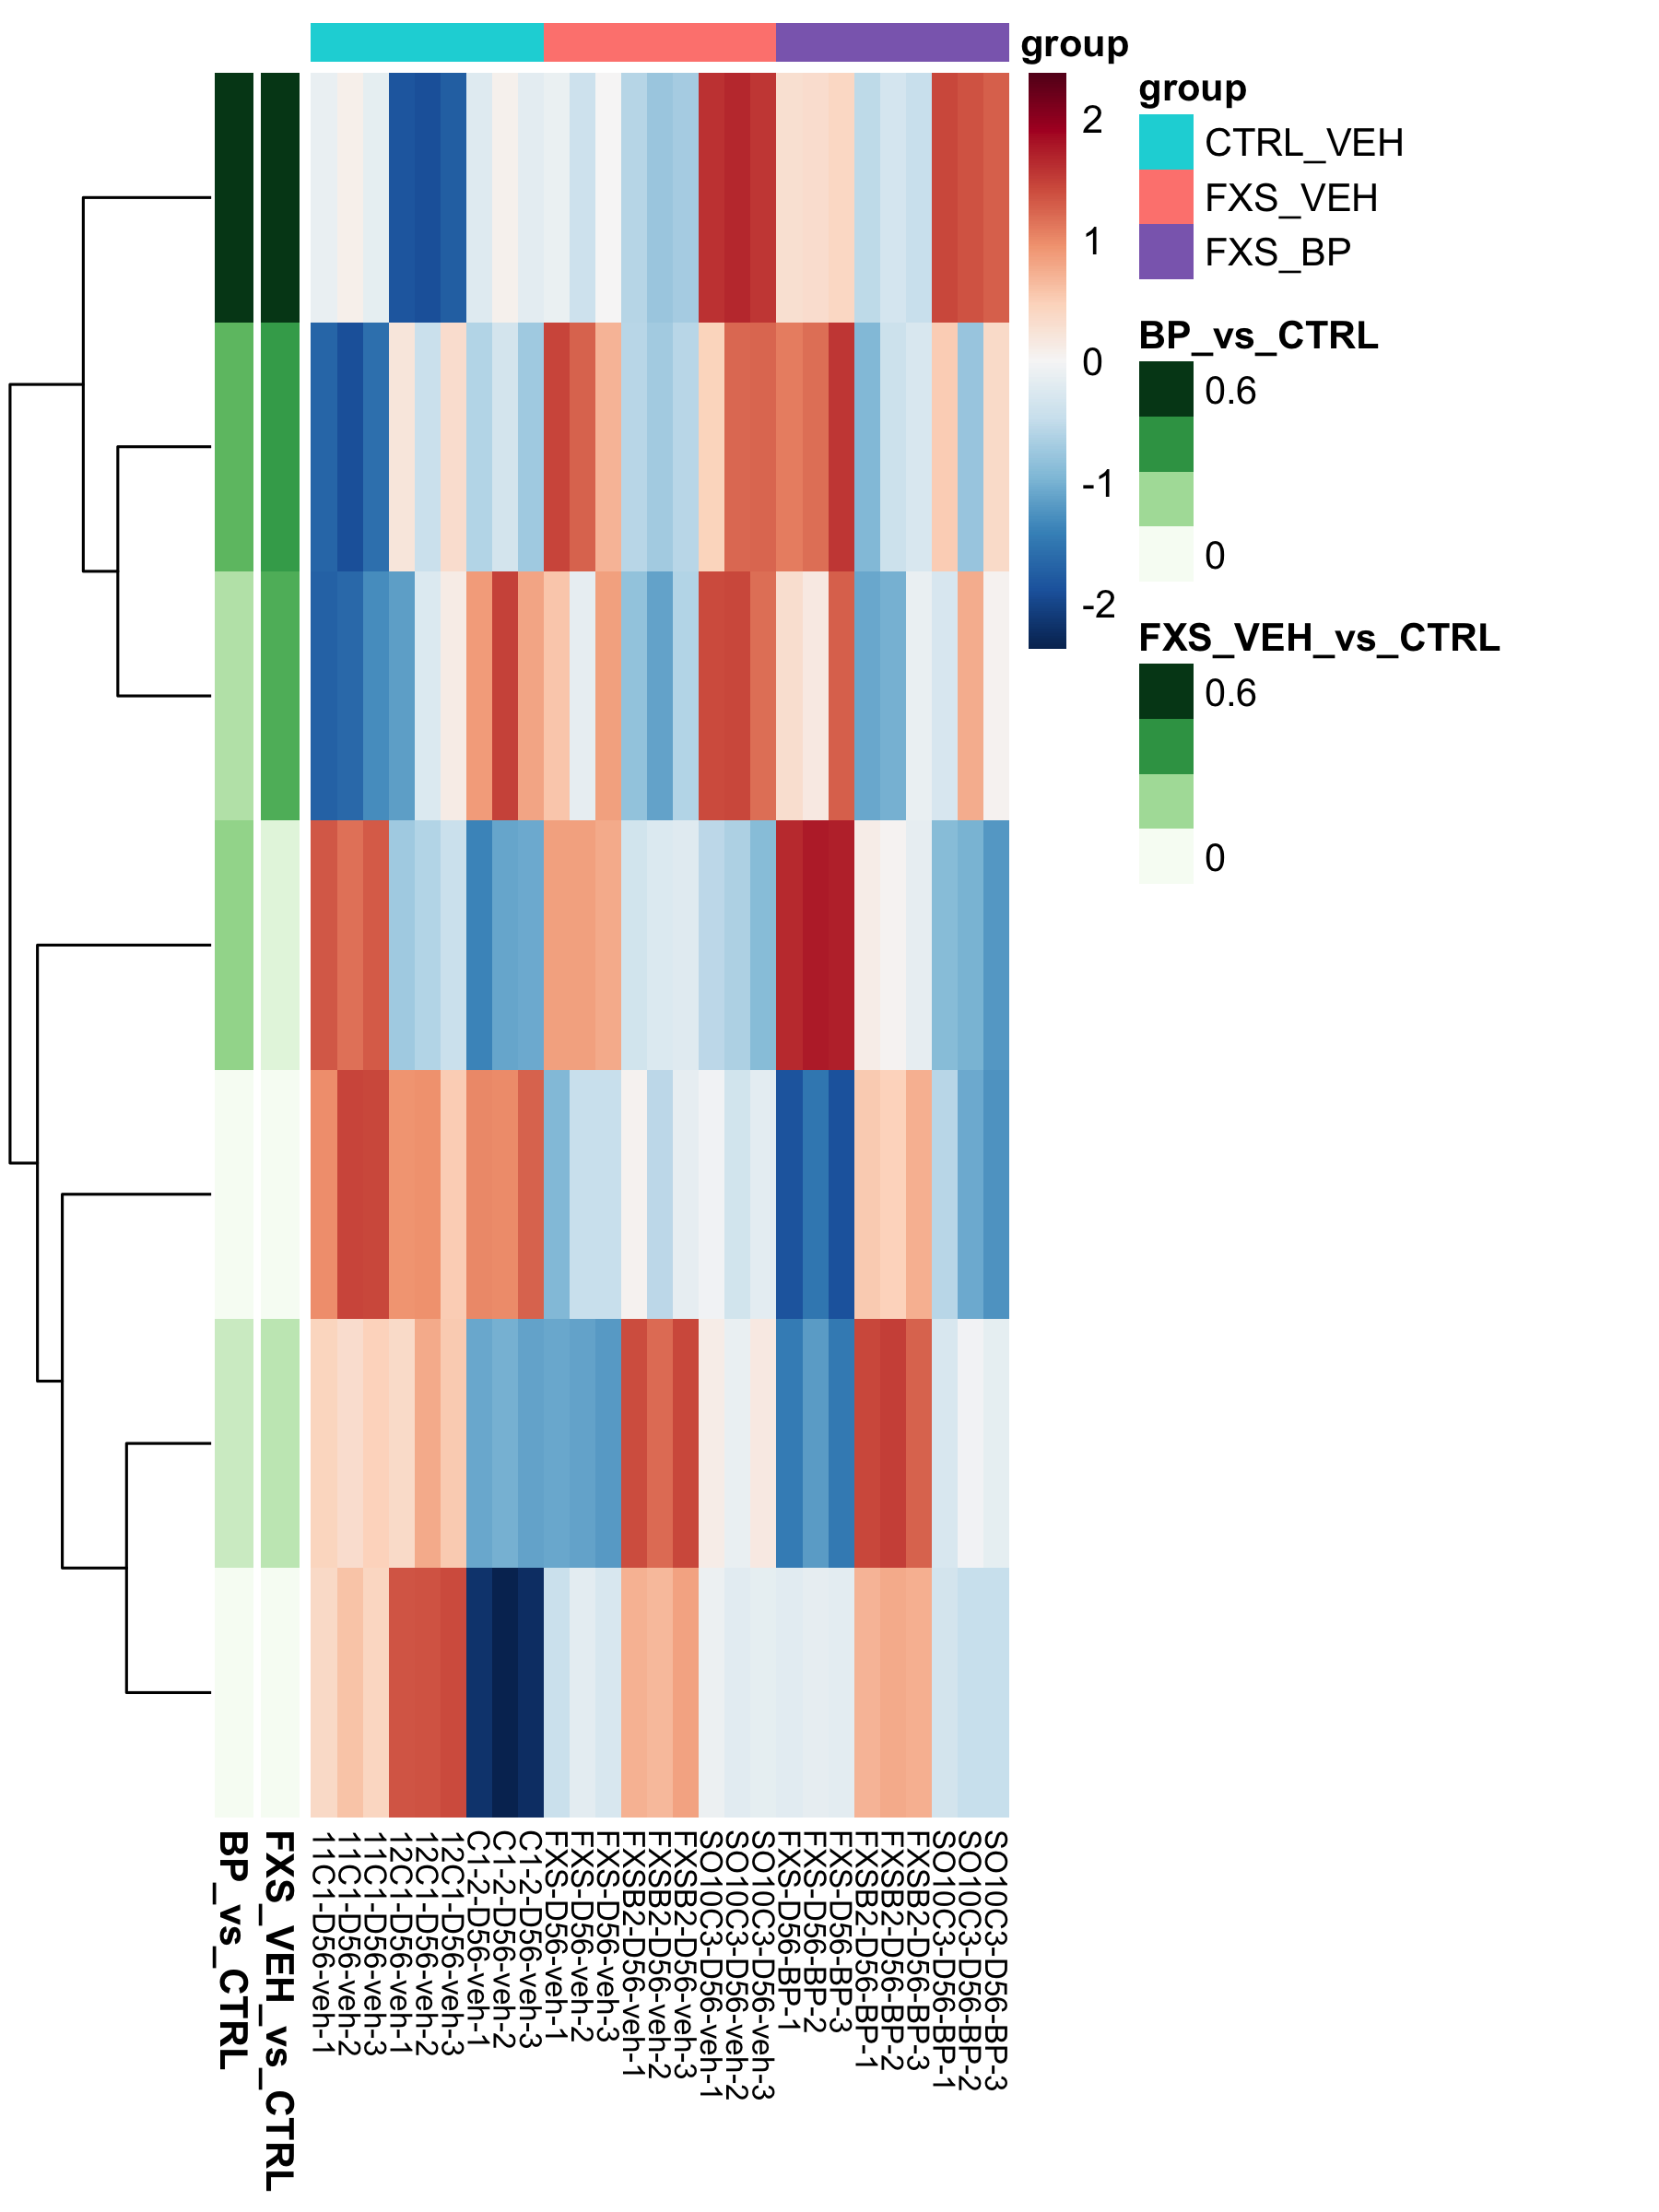 group
2
1
0
-1
-2
group
CTRL_VEH
FXS_VEH
FXS_BP
BP_vs_CTRL
0.6
0
FXS_VEH_vs_CTRL
0.6
0
BP_vs_CTRL
FXS_VEH_vs_CTRL
11C1-D56-veh-1
11C1-D56-veh-2
11C1-D56-veh-3
12C1-D56-veh-1
12C1-D56-veh-2
12C1-D56-veh-3
C1-2-D56-veh-1
C1-2-D56-veh-2
C1-2-D56-veh-3
FXS-D56-veh-1
FXS-D56-veh-2
FXS-D56-veh-3
FXSB2-D56-veh-1
FXSB2-D56-veh-2
FXSB2-D56-veh-3
SO10C3-D56-veh-1
SO10C3-D56-veh-2
SO10C3-D56-veh-3
FXS-D56-BP-1
FXS-D56-BP-2
FXS-D56-BP-3
FXSB2-D56-BP-1
FXSB2-D56-BP-2
FXSB2-D56-BP-3
SO10C3-D56-BP-1
SO10C3-D56-BP-2
SO10C3-D56-BP-3